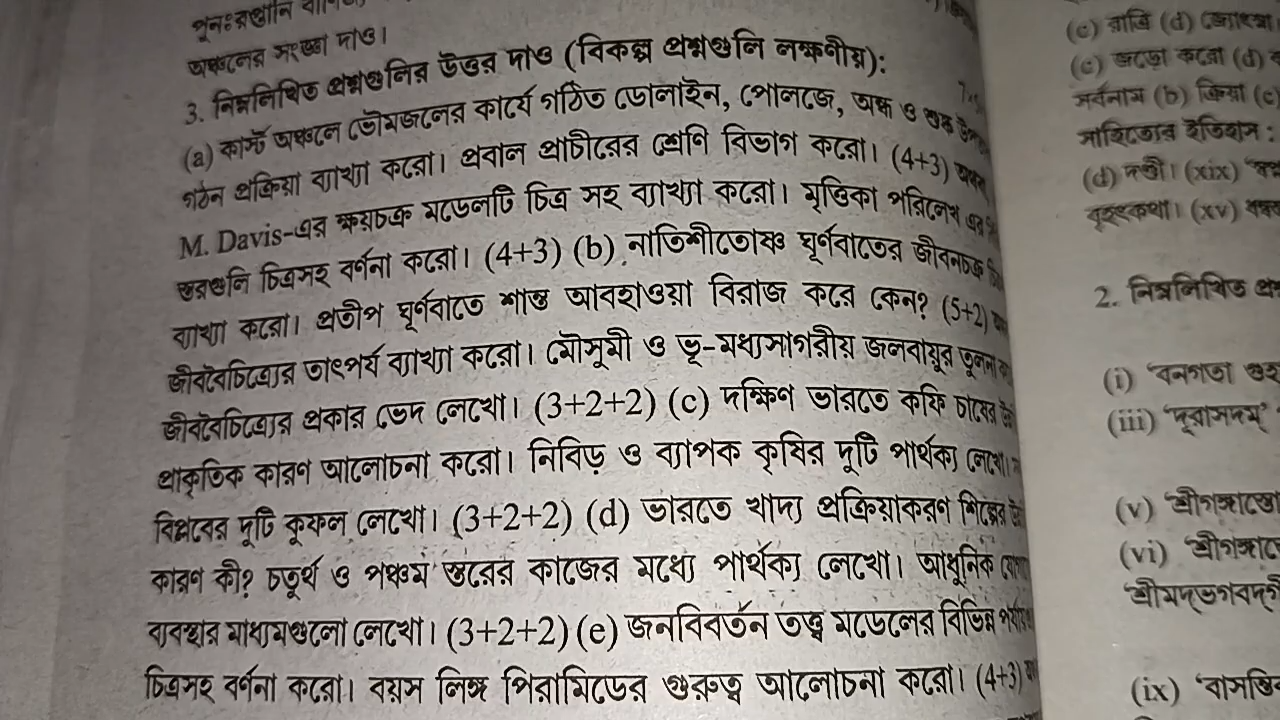 পুনঃরপ্তানি
অঞ্চলের সংজ্ঞা দাও।
3. নিম্নলিখিত প্রশ্নগুলির উত্তর দাও (বিকল্প প্রশ্নগুলি লক্ষণীয়):
(a) কার্স্ট অঞ্চলে ভৌমজলের কার্যে গঠিত ডোলাইন, পোলজে, অন্ধ ও শুষ্ক
গঠন প্রক্রিয়া ব্যাখ্যা করো। প্রবাল প্রাচীরের শ্রেণি বিভাগ করো। (4+3) অথবা
M. Davis-এর ক্ষয়চক্র মডেলটি চিত্র সহ ব্যাখ্যা করো। মৃত্তিকা পরিলেখ এর
স্তরগুলি চিত্রসহ বর্ণনা করো। (4+3) (b) নাতিশীতোষ্ণ ঘূর্ণবাতের জীবনচক্র
ব্যাখ্যা করো। প্রতীপ ঘূর্ণবাতে শান্ত আবহাওয়া বিরাজ করে কেন? (5+2)
জীববৈচিত্র্যের তাৎপর্য ব্যাখ্যা করো। মৌসুমী ও ভূ-মধ্যসাগরীয় জলবায়ুর তুলনা
জীববৈচিত্র্যের প্রকার ভেদ লেখো। (3+2+2) (c) দক্ষিণ ভারতে কফি চাষের
প্রাকৃতিক কারণ আলোচনা করো। নিবিড় ও ব্যাপক কৃষির দুটি পার্থক্য লেখো।
বিপ্লবের দুটি কুফল লেখো। (3+2+2) (d) ভারতে খাদ্য প্রক্রিয়াকরণ শিল্পের
কারণ কী? চতুর্থ ও পঞ্চম স্তরের কাজের মধ্যে পার্থক্য লেখো। আধুনিক
ব্যবস্থার মাধ্যমগুলো লেখো। (3+2+2) (e) জনবিবর্তন তত্ত্ব মডেলের বিভিন্ন
চিত্রসহ বর্ণনা করো। বয়স লিঙ্গ পিরামিডের গুরুত্ব আলোচনা করো। (4+3)
(c) রাত্রি (d) জ্যোৎস্না
(c) জড়ো করো (d)
সর্বনাম (b) ক্রিয়া (c)
সাহিত্যের ইতিহাস :
(d) দণ্ডী। (xix)
বৃহৎকথা। (xv)
2. নিম্নলিখিত
(i) 'বনগতা গুহা
(iii) 'দূরাসদম্'
(v) 'শ্রীগঙ্গাস্তো
(vi) 'শ্রীগঙ্গাস্তো
'শ্রীমদ্ভগবদ্গী
(ix) 'বাসন্তিক